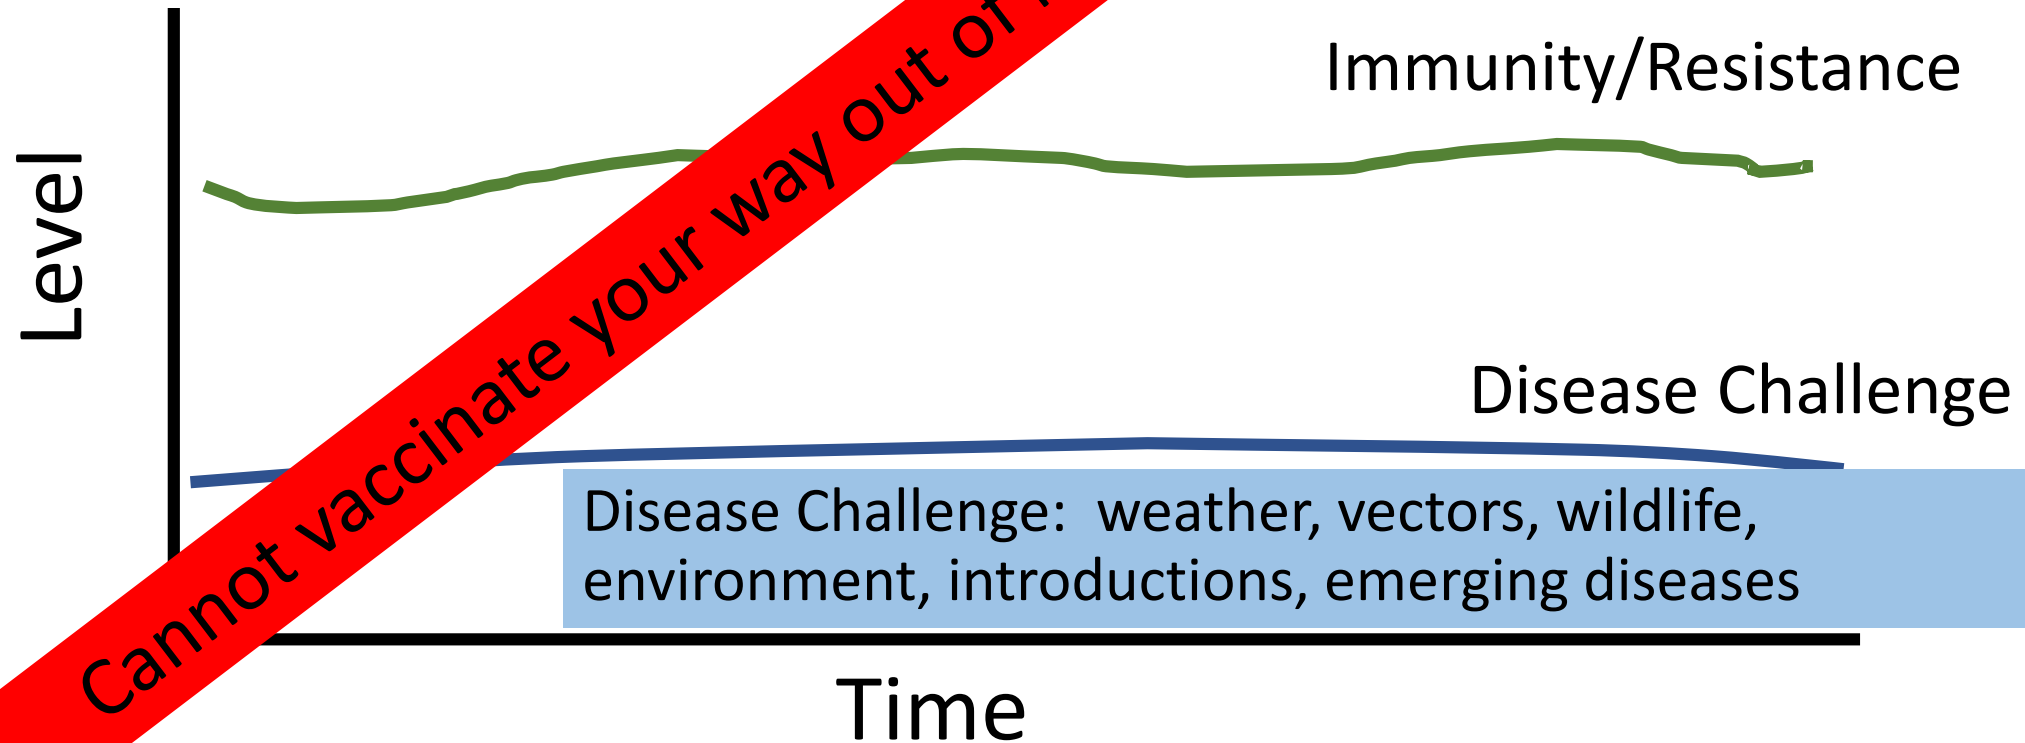 Immunity/Resistance
Level
Cannot vaccinate your way out of
Disease Challenge
Disease Challenge:  weather, vectors, wildlife,
environment, introductions, emerging diseases
Time